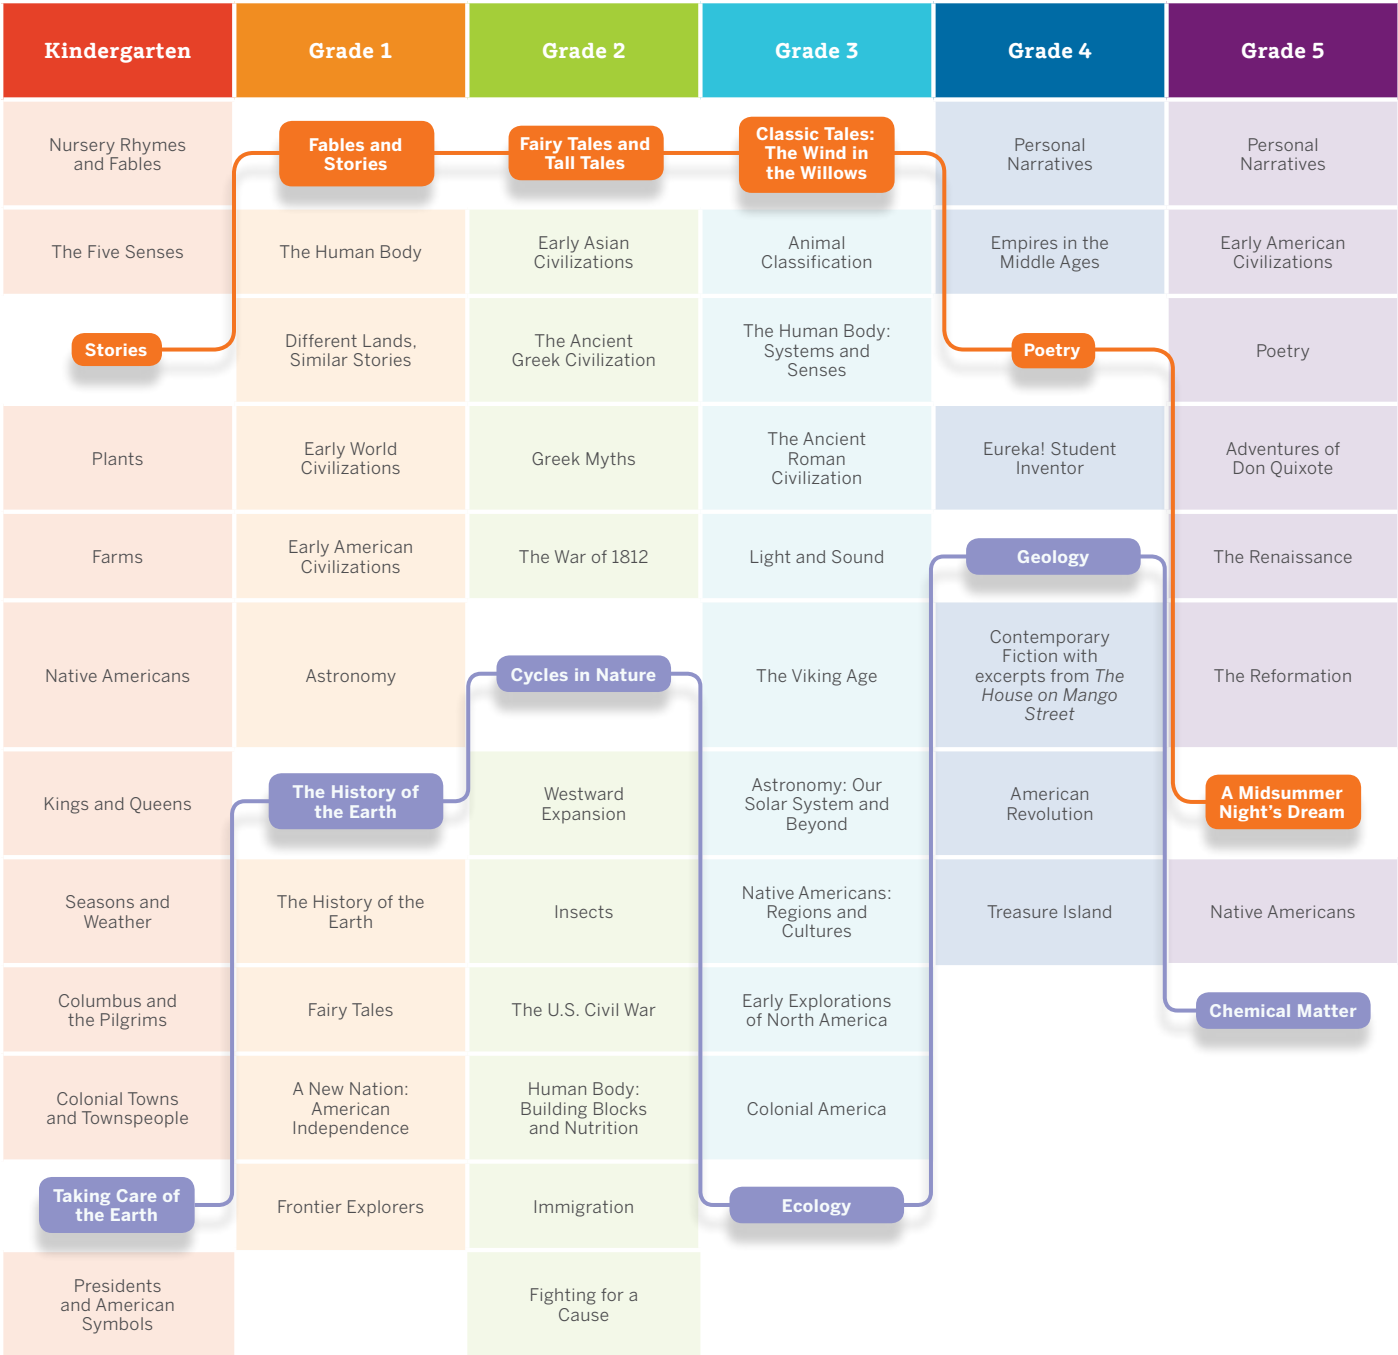 Kindergarten
Grade 1
Grade 2
Grade 3
Grade 4
Grade 5
Nursery Rhymes
and Fables
Fables and
Stories
Fairy Tales and
Tall Tales
Classic Tales:
The Wind in
the Willows
Personal
Narratives
Personal
Narratives
The Five Senses
The Human Body
Early Asian
Civilizations
Animal
Classification
Empires in the
Middle Ages
Early American
Civilizations
Stories
Different Lands,
Similar Stories
The Ancient
Greek Civilization
The Human Body:
Systems and
Senses
Poetry
Poetry
Plants
Early World
Civilizations
Greek Myths
The Ancient
Roman
Civilization
Eureka! Student
Inventor
Adventures of
Don Quixote
Farms
Early American
Civilizations
The War of 1812
Light and Sound
Geology
The Renaissance
Native Americans
Astronomy
Cycles in Nature
The Viking Age
Contemporary
Fiction with
excerpts from The
House on Mango
Street
The Reformation
Kings and Queens
The History of
the Earth
Westward
Expansion
Astronomy: Our
Solar System and
Beyond
American
Revolution
A Midsummer
Night's Dream
Seasons and
Weather
The History of the
Earth
Insects
Native Americans:
Regions and
Cultures
Treasure Island
Native Americans
Columbus and
the Pilgrims
Fairy Tales
The U.S. Civil War
Early Explorations
of North America
Chemical Matter
Colonial Towns
and Townspeople
A New Nation:
American
Independence
Human Body:
Building Blocks
and Nutrition
Colonial America
Taking Care of
the Earth
Frontier Explorers
Immigration
Ecology
Presidents
and American
Symbols
Fighting for a
Cause